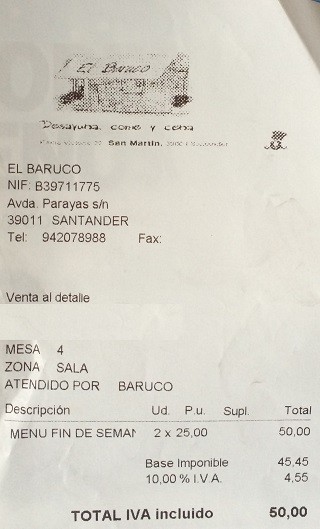 El Baruco
Desayuna, come y cena
San Martín,
EL BARUCO
NIF: B39711775
Avda. Parayas s/n
39011 SANTANDER
Tel: 942078988 Fax:
Venta al detalle
MESA 4
ZONA SALA
ATENDIDO POR BARUCO
Descripción Ud. P.u. Supl. Total
MENU FIN DE SEMAN 2 x 25,00 50,00
Base Imponible 45,45
10,00 % I.V.A. 4,55
TOTAL IVA incluido 50,00